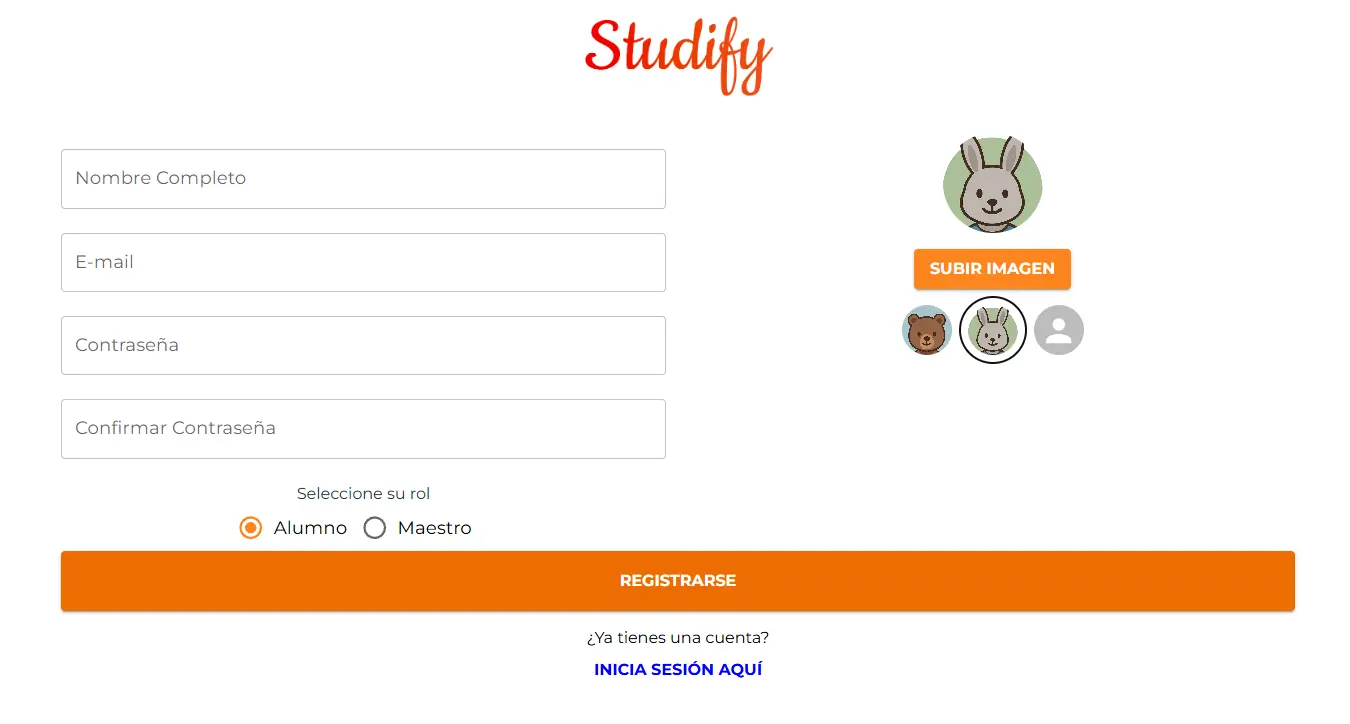 Studify
Nombre Completo
E-mail
Contraseña
Confirmar Contraseña
Seleccione su rol
Alumno Maestro
SUBIR IMAGEN
REGISTRARSE
¿Ya tienes una cuenta?
INICIA SESIÓN AQUÍ